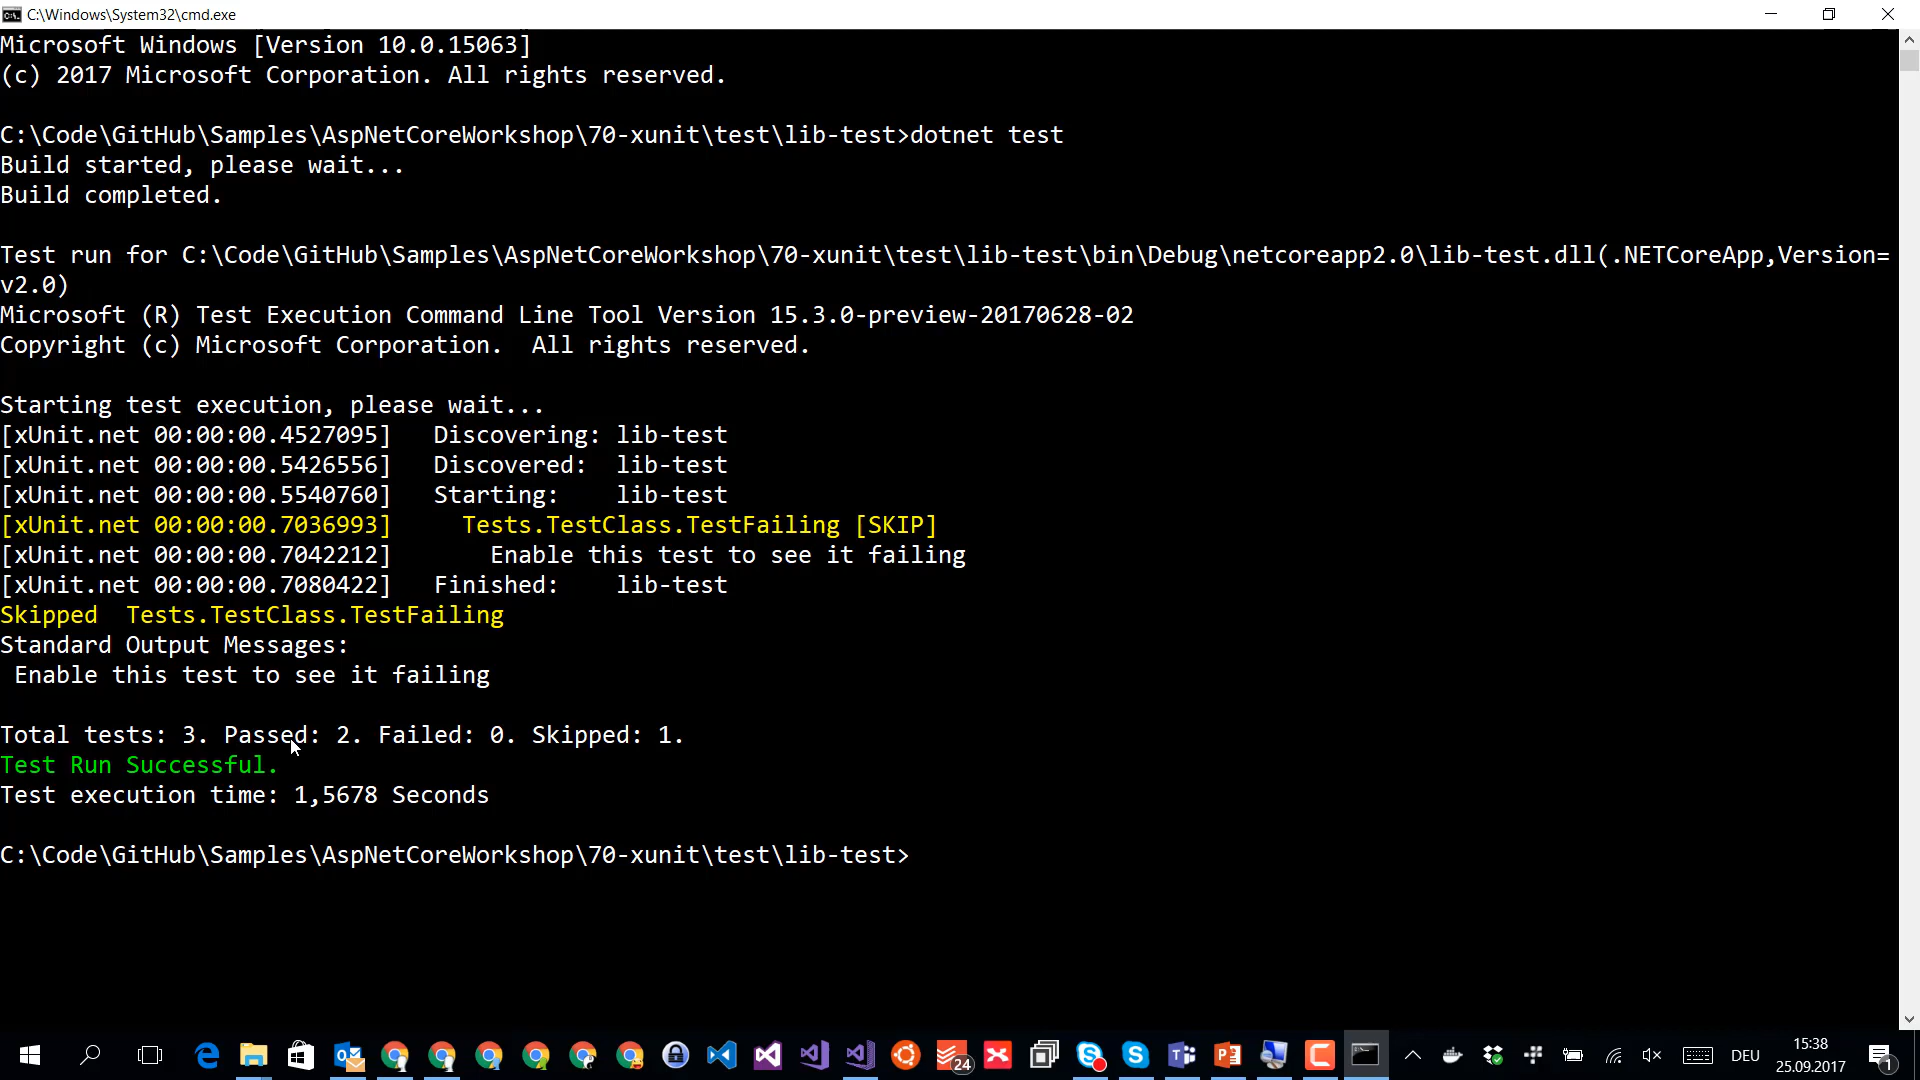 C:\Windows\System32\cmd.exe
Microsoft Windows [Version 10.0.15063]
(c) 2017 Microsoft Corporation. All rights reserved.
C:\Code\GitHub\Samples\AspNetCoreWorkshop\70-xunit\test\lib-test>dotnet test
Build started, please wait...
Build completed.
Test run for C:\Code\GitHub\Samples\AspNetCoreWorkshop\70-xunit\test\lib-test\bin\Debug\netcoreapp2.0\lib-test.dll(.NETCoreApp,Version=
v2.0)
Microsoft (R) Test Execution Command Line Tool Version 15.3.0-preview-20170628-02
Copyright (c) Microsoft Corporation.  All rights reserved.
Starting test execution, please wait...
[xUnit.net 00:00:00.4527095]   Discovering: lib-test
[xUnit.net 00:00:00.5426556]   Discovered:  lib-test
[xUnit.net 00:00:00.5540760]   Starting:    lib-test
[xUnit.net 00:00:00.7036993]     Tests.TestClass.TestFailing [SKIP]
[xUnit.net 00:00:00.7042212]       Enable this test to see it failing
[xUnit.net 00:00:00.7080422]   Finished:    lib-test
Skipped  Tests.TestClass.TestFailing
Standard Output Messages:
 Enable this test to see it failing
Total tests: 3. Passed: 2. Failed: 0. Skipped: 1.
Test Run Successful.
Test execution time: 1,5678 Seconds
C:\Code\GitHub\Samples\AspNetCoreWorkshop\70-xunit\test\lib-test>
24
DEU
15:38
25.09.2017
1